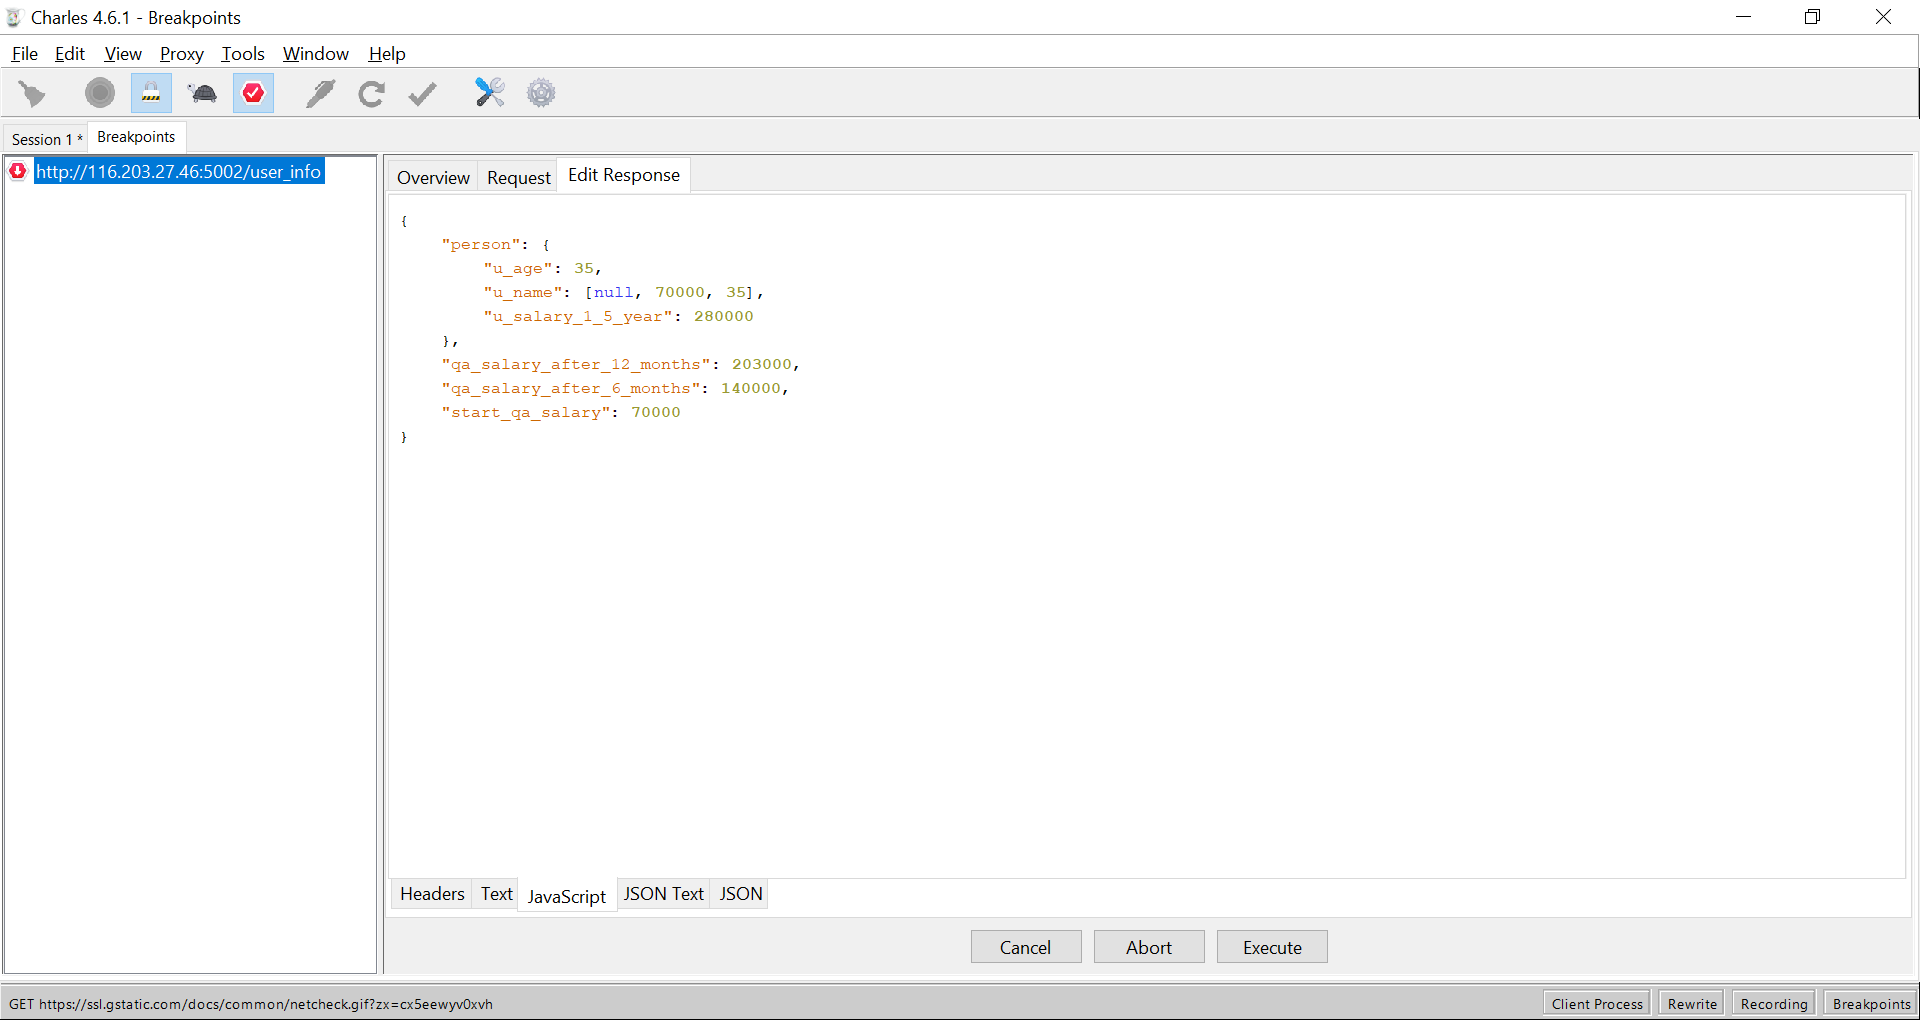 Charles 4.6.1 - Breakpoints
File Edit View Proxy Tools Window Help
Session 1 * Breakpoints
http://116.203.27.46:5002/user_info
Overview Request Edit Response
{
"person": {
"u_age": 35,
"u_name": [null, 70000, 35],
"u_salary_1_5_year": 280000
},
"qa_salary_after_12_months": 203000,
"qa_salary_after_6_months": 140000,
"start_qa_salary": 70000
}
Headers Text JavaScript JSON Text JSON
Cancel Abort Execute
GET https://ssl.gstatic.com/docs/common/netcheck.gif?zx=cx5eewyv0xvh
Client Process Rewrite Recording Breakpoints